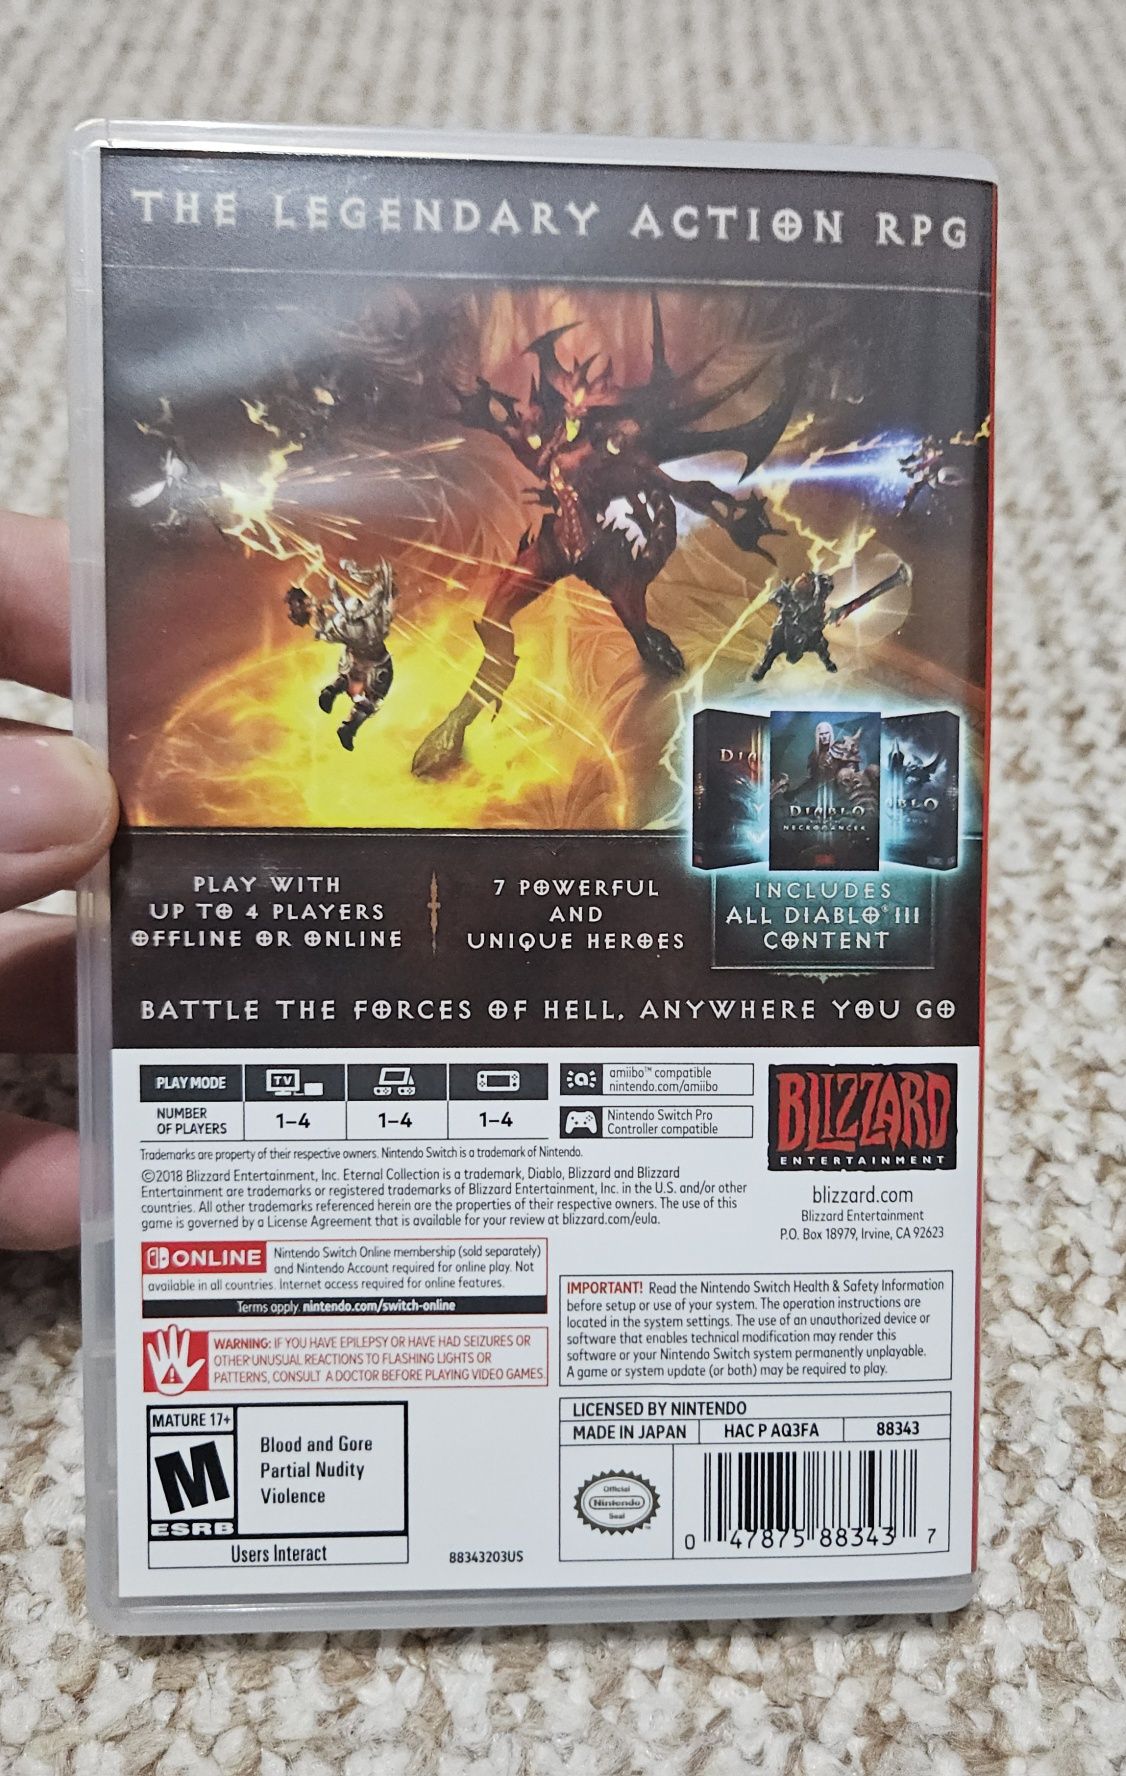 THE LEGENDARY ACTION RPG
DIABLO
NECROMANCER
PLAY WITH
UP TO 4 PLAYERS
OFFLINE OR ONLINE
7 POWERFUL
AND
UNIQUE HEROES
INCLUDES
ALL DIABLO® III
CONTENT
BATTLE THE FORCES OF HELL, ANYWHERE YOU GO
PLAY MODE
TV
NUMBER
OF PLAYERS
1–4
1–4
1–4
amiibo™ compatible
nintendo.com/amiibo
Nintendo Switch Pro
Controller compatible
BLIZZARD
ENTERTAINMENT
blizzard.com
Blizzard Entertainment
P.O. Box 18979, Irvine, CA 92623
Trademarks are property of their respective owners. Nintendo Switch is a trademark of Nintendo.
©2018 Blizzard Entertainment, Inc. Eternal Collection is a trademark, Diablo, Blizzard and Blizzard
Entertainment are trademarks or registered trademarks of Blizzard Entertainment, Inc. in the U.S. and/or other
countries. All other trademarks referenced herein are the properties of their respective owners. The use of this
game is governed by a License Agreement that is available for your review at blizzard.com/eula.
ONLINE
Nintendo Switch Online membership (sold separately)
and Nintendo Account required for online play. Not
available in all countries. Internet access required for online features.
Terms apply. nintendo.com/switch-online
WARNING: IF YOU HAVE EPILEPSY OR HAVE HAD SEIZURES OR
OTHER UNUSUAL REACTIONS TO FLASHING LIGHTS OR
PATTERNS, CONSULT A DOCTOR BEFORE PLAYING VIDEO GAMES.
IMPORTANT! Read the Nintendo Switch Health & Safety Information
before setup or use of your system. The operation instructions are
located in the system settings. The use of an unauthorized device or
software that enables technical modification may render this
software or your Nintendo Switch system permanently unplayable.
A game or system update (or both) may be required to play.
MATURE 17+
M
ESRB
Blood and Gore
Partial Nudity
Violence
Users Interact
88343203US
LICENSED BY NINTENDO
MADE IN JAPAN
HAC P AQ3FA
88343
Official
Nintendo
Seal
0 47875 88343 7